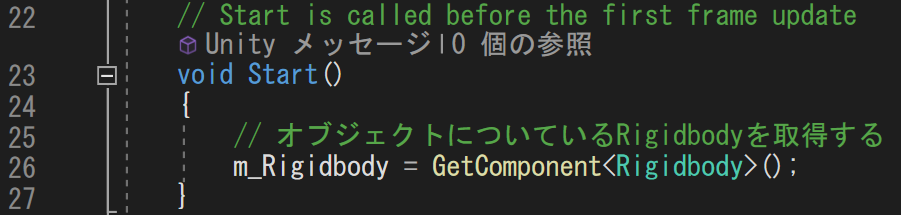 22 // Start is called before the first frame update
Unity メッセージ|0 個の参照
23 void Start()
24 {
25 // オブジェクトについているRigidbodyを取得する
26 m_Rigidbody = GetComponent<Rigidbody>();
27 }